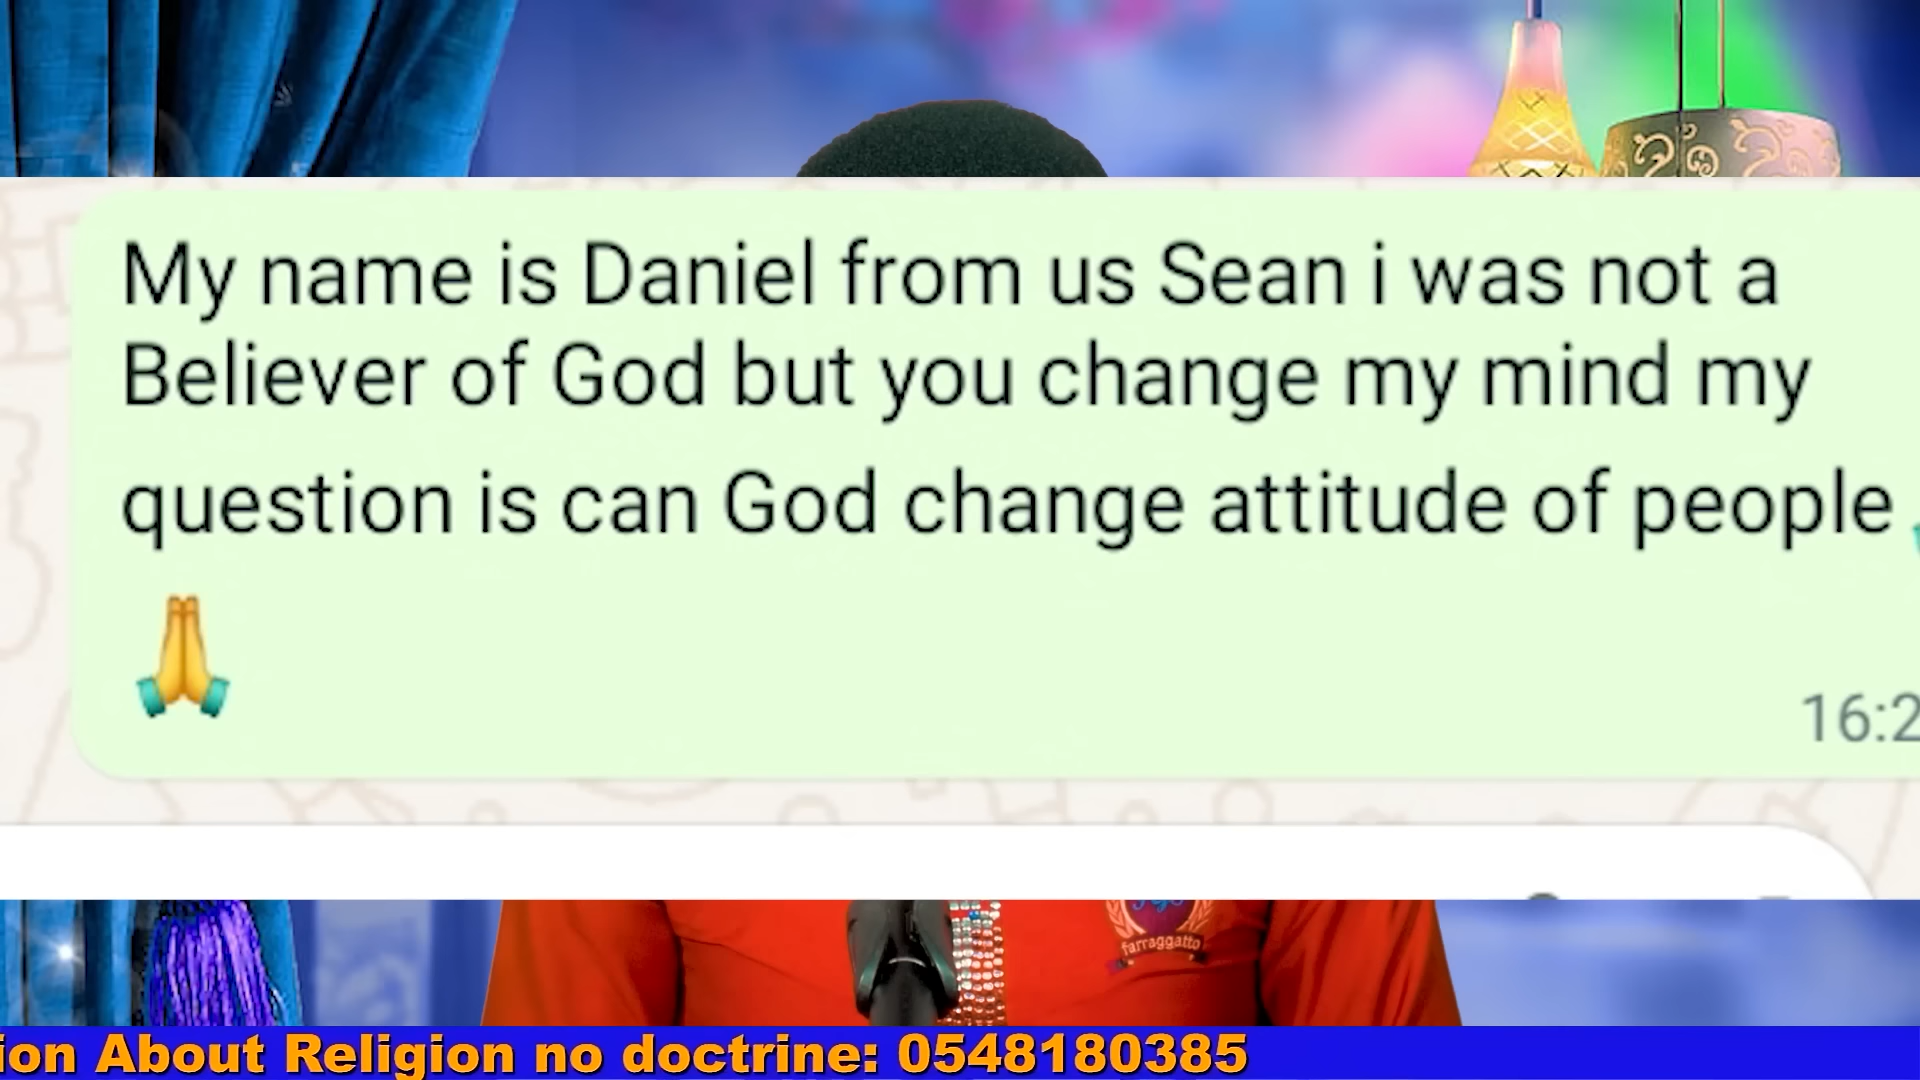 My name is Daniel from us Sean i was not a
Believer of God but you change my mind my
question is can God change attitude of people
🙏
16:2
farraggatto
ion About Religion no doctrine: 0548180385